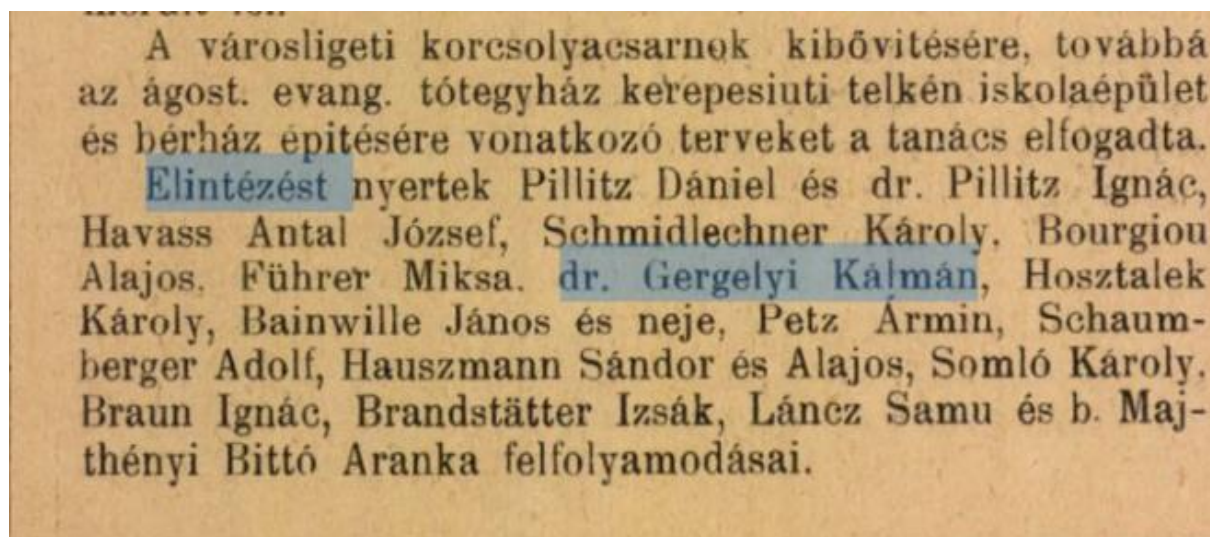 A városligeti korcsolyacsarnok kibővitésére, továbbá
az ágost. evang. tótegyház kerepesiuti telkén iskolaépület
és bérház épitésére vonatkozó terveket a tanács elfogadta.
Elintézést nyertek Pillitz Dániel és dr. Pillitz Ignác,
Havass Antal József, Schmidlechner Károly, Bourgiou
Alajos, Führer Miksa, dr. Gergelyi Kálmán, Hosztalek
Károly, Bainwille János és neje, Petz Ármin, Schaum-
berger Adolf, Hauszmann Sándor és Alajos, Somló Károly,
Braun Ignác, Brandstätter Izsák, Láncz Samu és b. Maj-
thényi Bittó Aranka felfolyamodásai.